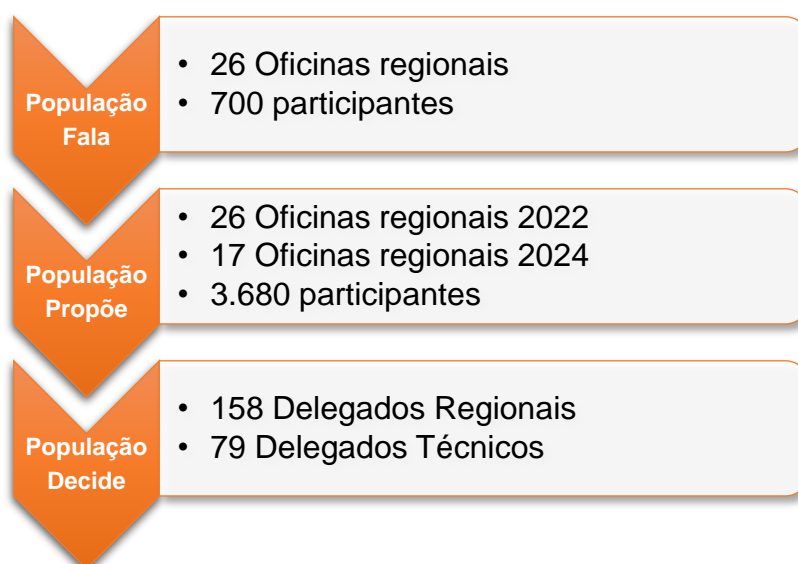 População
Fala
• 26 Oficinas regionais
• 700 participantes
População
Propõe
• 26 Oficinas regionais 2022
• 17 Oficinas regionais 2024
• 3.680 participantes
População
Decide
• 158 Delegados Regionais
• 79 Delegados Técnicos